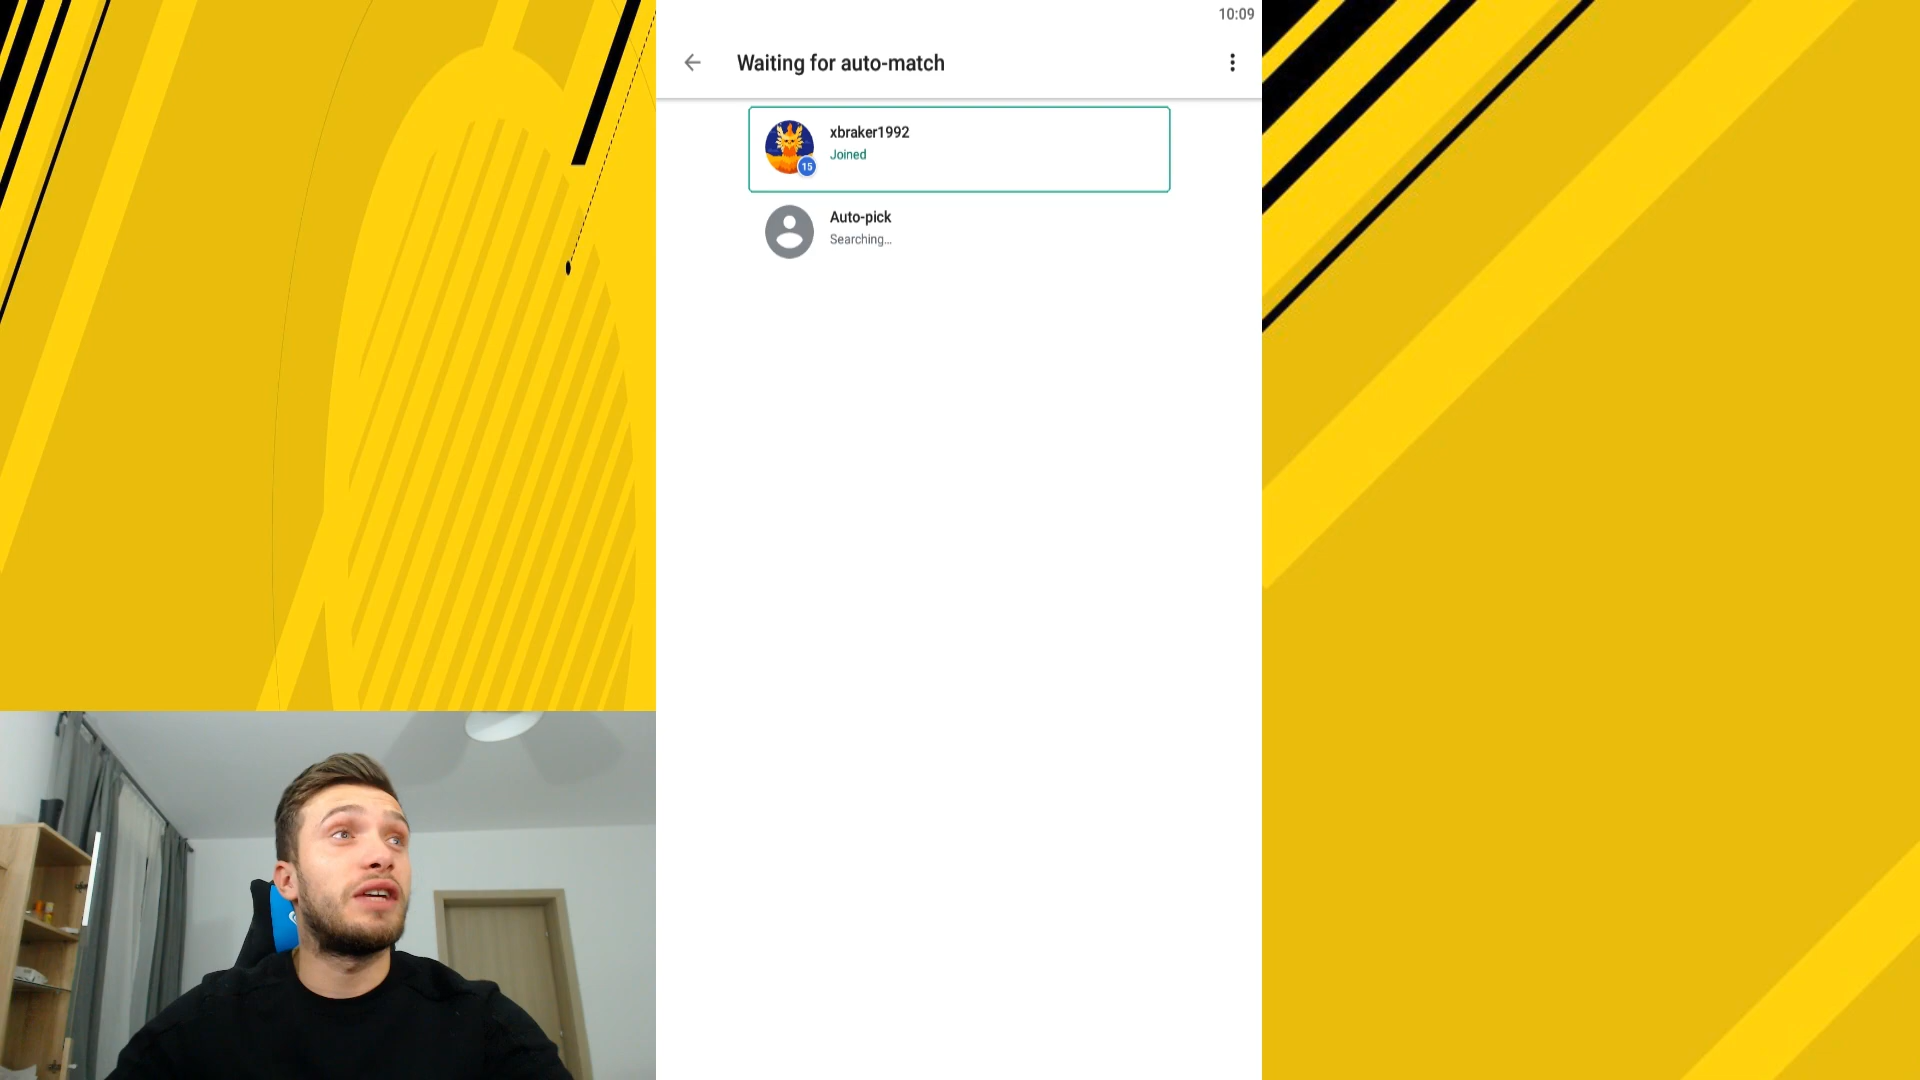 10:09
Waiting for auto-match
xbraker1992
Joined
15
Auto-pick
Searching...